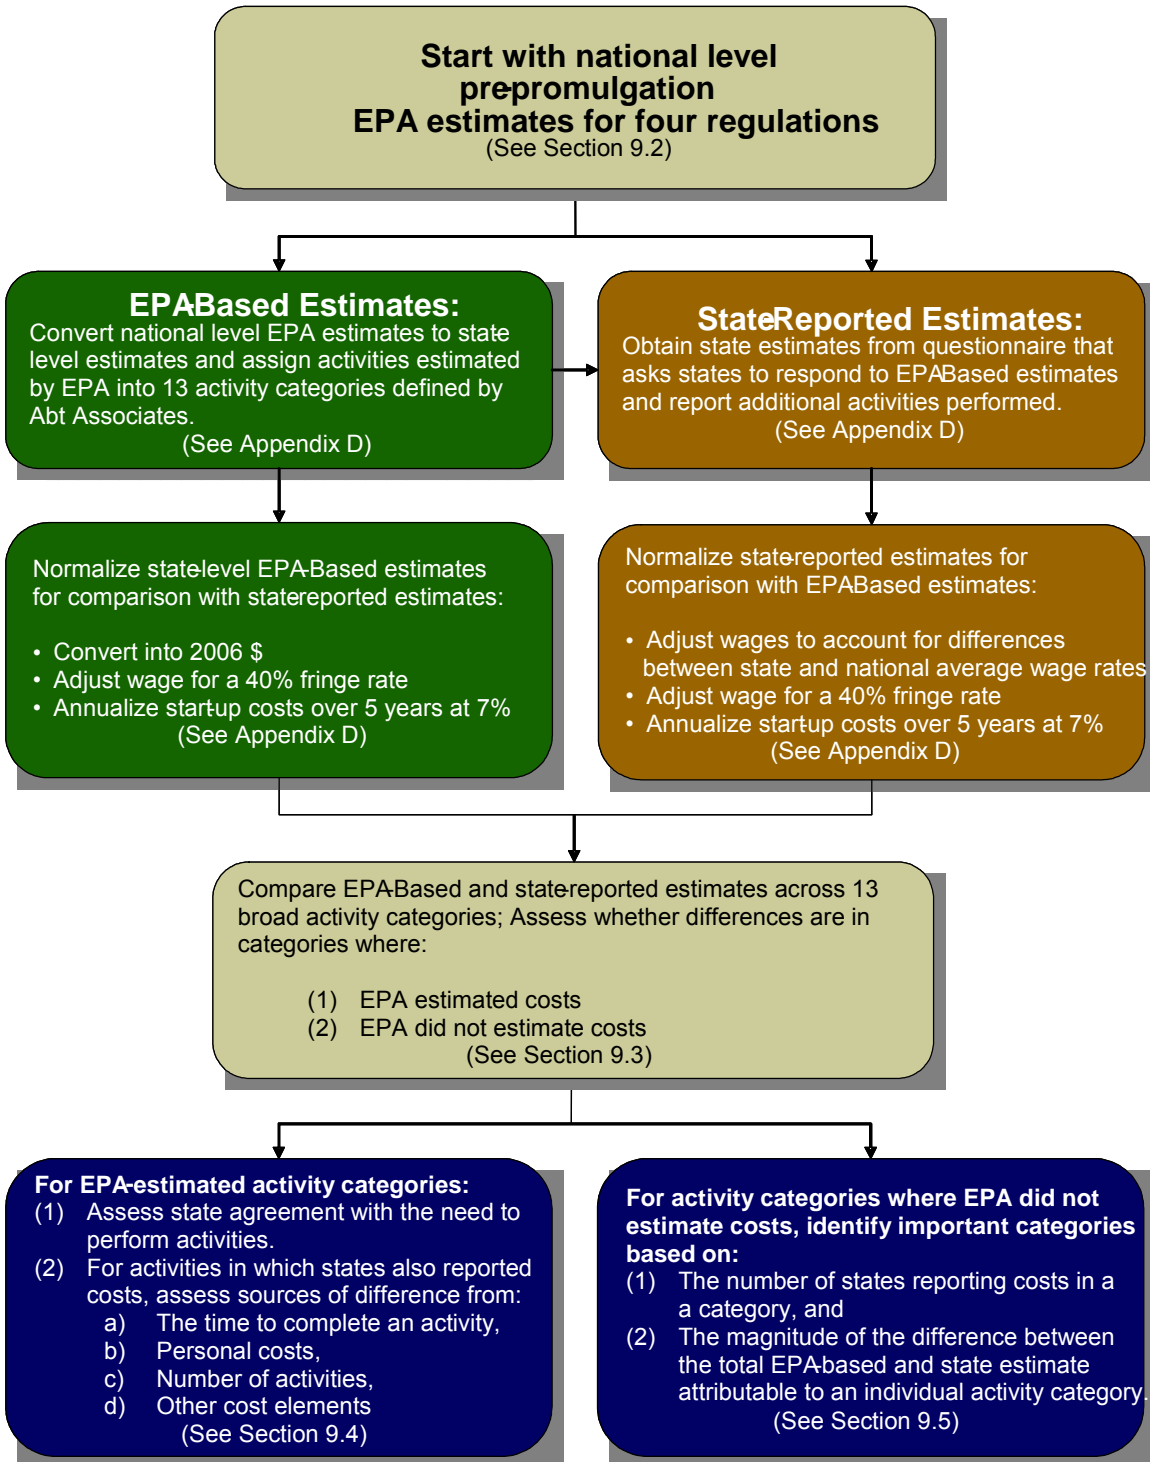 Start with national level
pre-promulgation
EPA estimates for four regulations
(See Section 9.2)
EPA-Based Estimates:
Convert national level EPA estimates to state
level estimates and assign activities estimated
by EPA into 13 activity categories defined by
Abt Associates.
(See Appendix D)
State-Reported Estimates:
Obtain state estimates from questionnaire that
asks states to respond to EPABased estimates
and report additional activities performed.
(See Appendix D)
Normalize state-level EPA-Based estimates
for comparison with state-reported estimates:
• Convert into 2006 $
• Adjust wage for a 40% fringe rate
• Annualize start-up costs over 5 years at 7%
(See Appendix D)
Normalize state-reported estimates for
comparison with EPABased estimates:
• Adjust wages to account for differences
between state and national average wage rates
• Adjust wage for a 40% fringe rate
• Annualize start-up costs over 5 years at 7%
(See Appendix D)
Compare EPA-Based and state-reported estimates across 13
broad activity categories; Assess whether differences are in
categories where:
(1) EPA estimated costs
(2) EPA did not estimate costs
(See Section 9.3)
For EPA-estimated activity categories:
(1) Assess state agreement with the need to
perform activities.
(2) For activities in which states also reported
costs, assess sources of difference from:
a) The time to complete an activity,
b) Personal costs,
c) Number of activities,
d) Other cost elements
(See Section 9.4)
For activity categories where EPA did not
estimate costs, identify important categories
based on:
(1) The number of states reporting costs in a
a category, and
(2) The magnitude of the difference between
the total EPA-based and state estimate
attributable to an individual activity category.
(See Section 9.5)